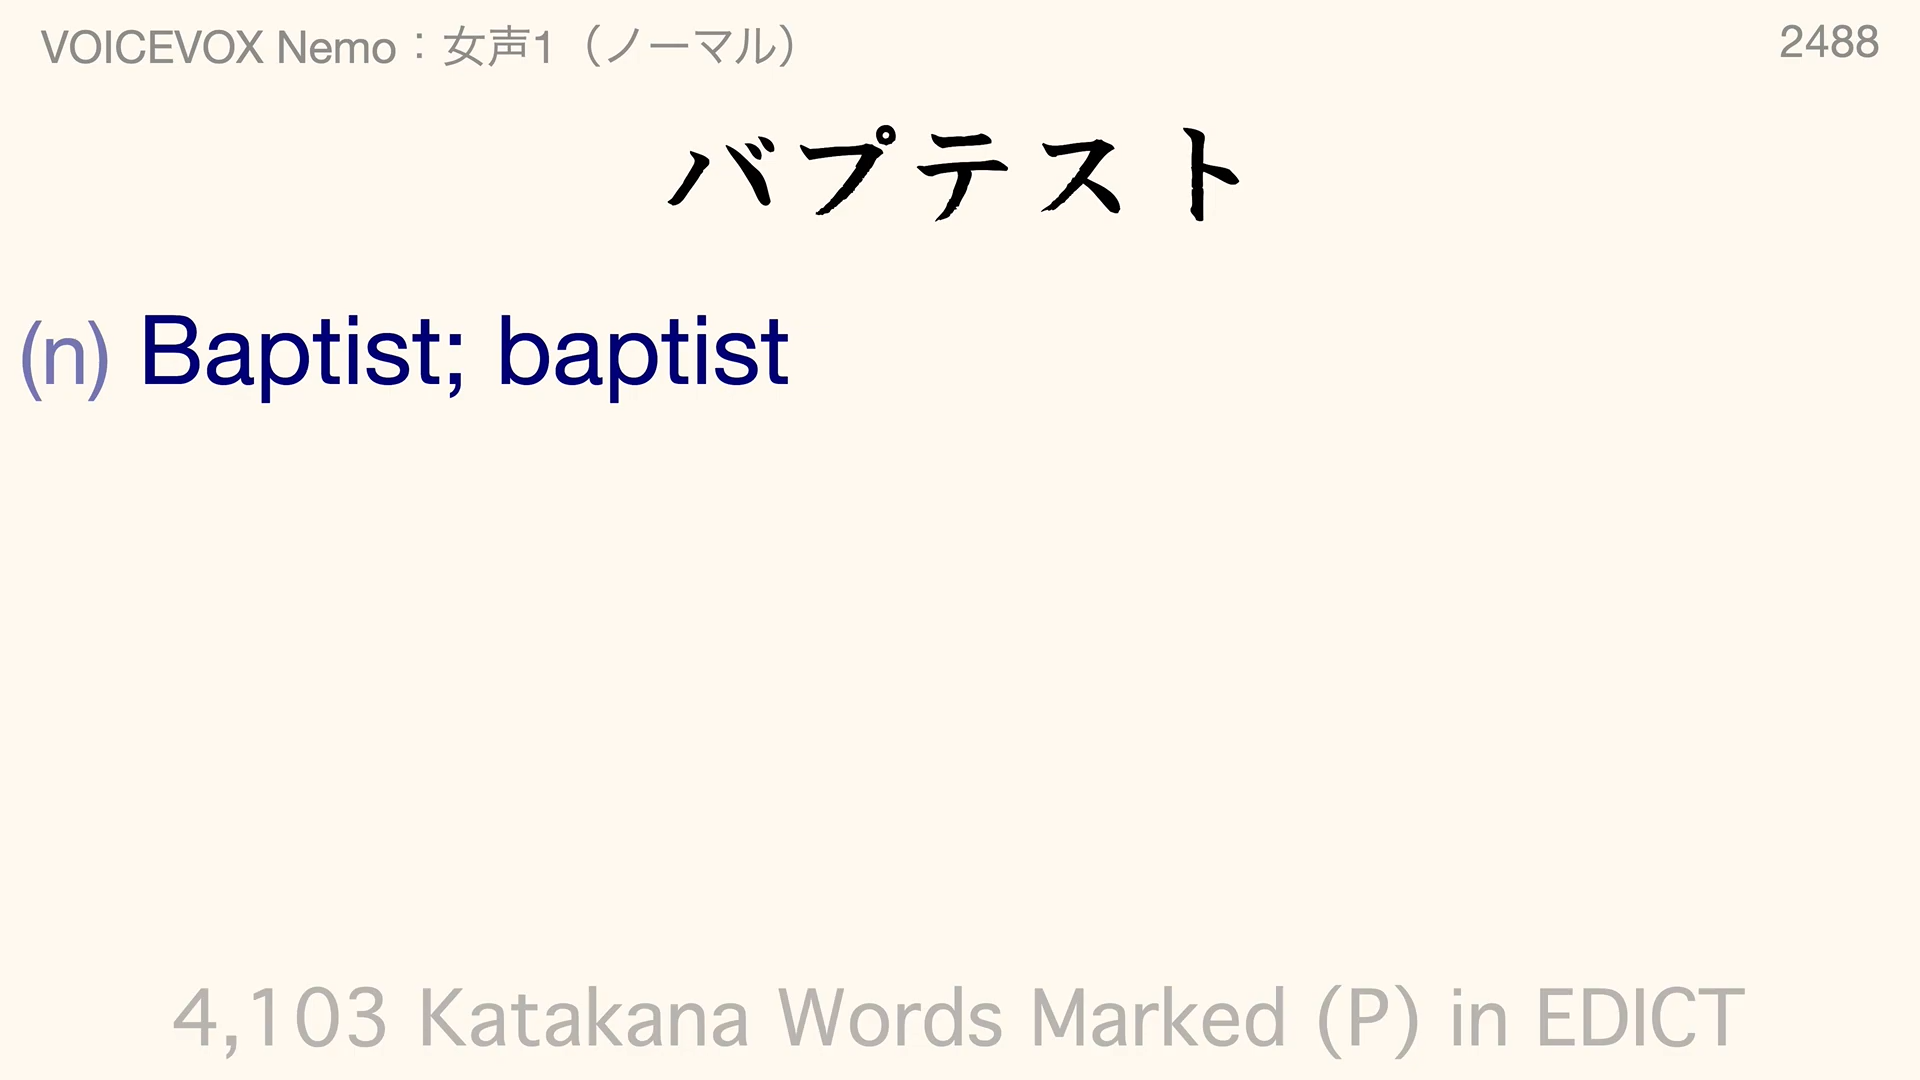 VOICEVOX Nemo：女声1（ノーマル）
2488
バプテスト
(n) Baptist; baptist
4,103 Katakana Words Marked (P) in EDICT